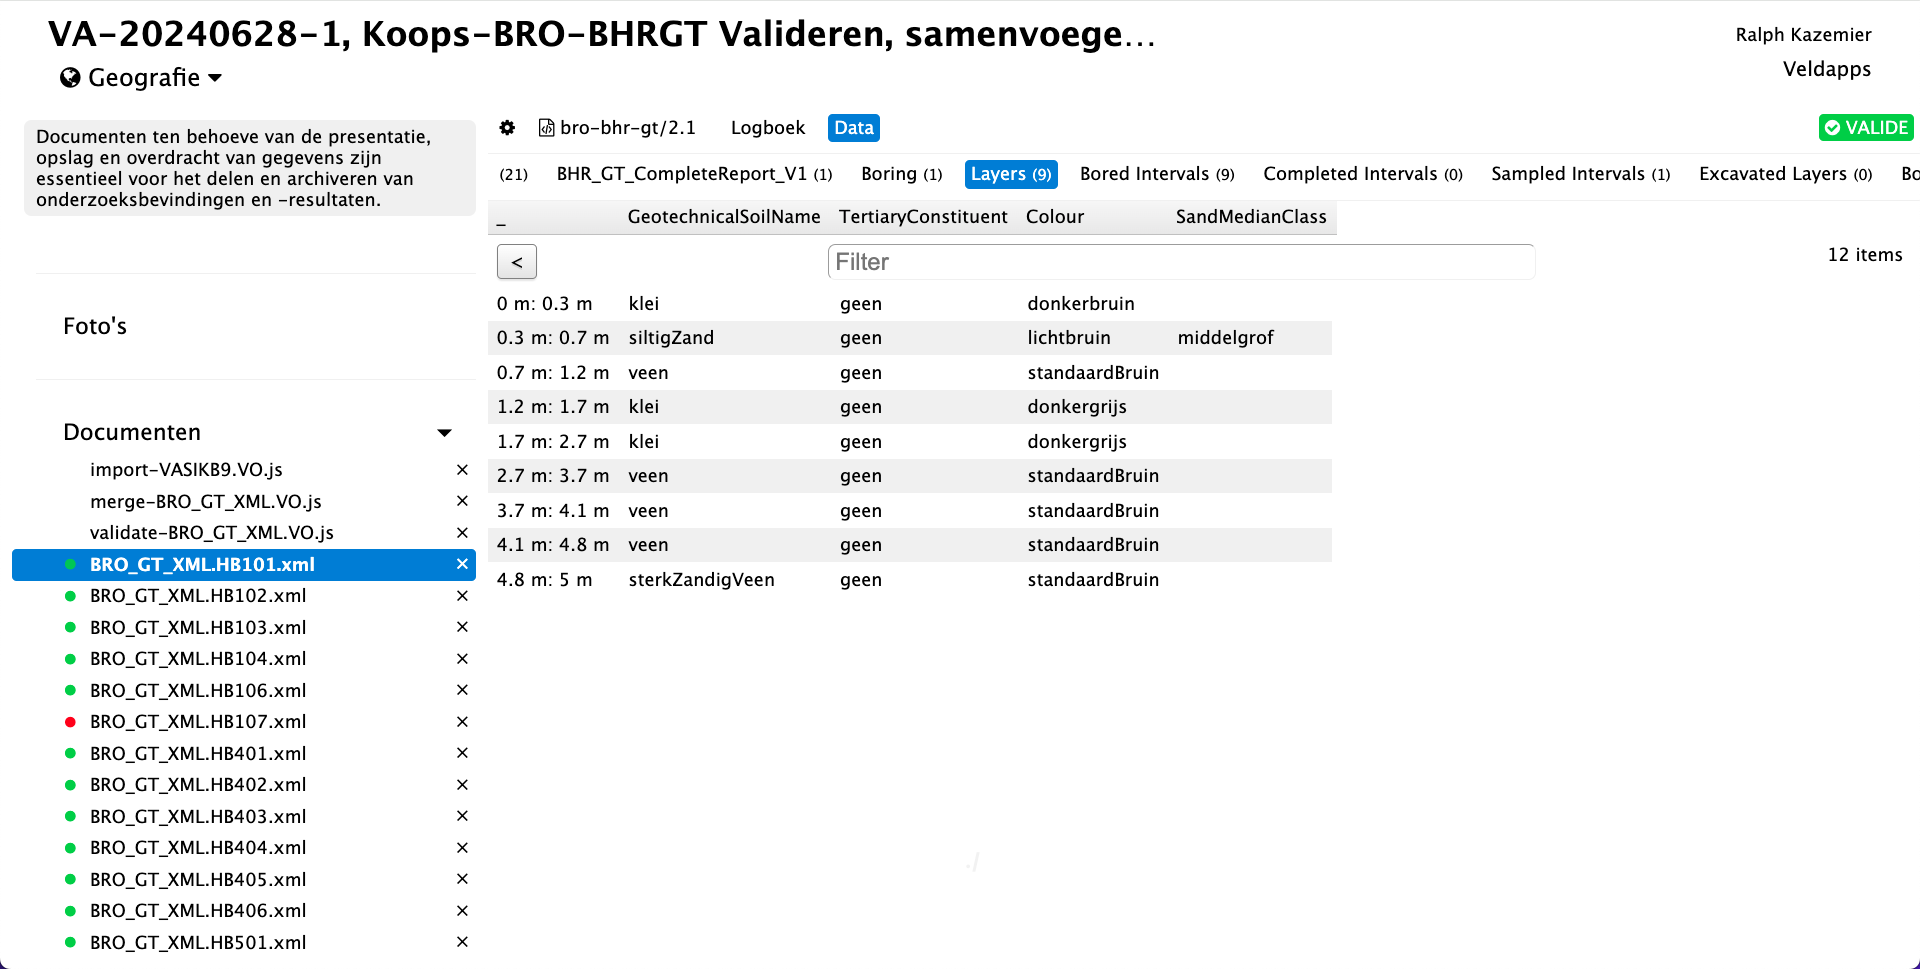 VA-20240628-1, Koops-BRO-BHRGT Valideren, samenvoege...
Ralph Kazemier
Geografie
Veldapps
Documenten ten behoeve van de presentatie,
opslag en overdracht van gegevens zijn
essentieel voor het delen en archiveren van
onderzoeksbevindingen en -resultaten.
Foto's
Documenten
import-VASIKB9.VO.js ×
merge-BRO_GT_XML.VO.js ×
validate-BRO_GT_XML.VO.js ×
BRO_GT_XML.HB101.xml ×
BRO_GT_XML.HB102.xml ×
BRO_GT_XML.HB103.xml ×
BRO_GT_XML.HB104.xml ×
BRO_GT_XML.HB106.xml ×
BRO_GT_XML.HB107.xml ×
BRO_GT_XML.HB401.xml ×
BRO_GT_XML.HB402.xml ×
BRO_GT_XML.HB403.xml ×
BRO_GT_XML.HB404.xml ×
BRO_GT_XML.HB405.xml ×
BRO_GT_XML.HB406.xml ×
BRO_GT_XML.HB501.xml ×
bro-bhr-gt/2.1 Logboek Data VALIDE
(21) BHR_GT_CompleteReport_V1 (1) Boring (1) Layers (9) Bored Intervals (9) Completed Intervals (0) Sampled Intervals (1) Excavated Layers (0) Bo
_ GeotechnicalSoilName TertiaryConstituent Colour SandMedianClass
< Filter 12 items
0 m: 0.3 m klei geen donkerbruin
0.3 m: 0.7 m siltigZand geen lichtbruin middelgrof
0.7 m: 1.2 m veen geen standaardBruin
1.2 m: 1.7 m klei geen donkergrijs
1.7 m: 2.7 m klei geen donkergrijs
2.7 m: 3.7 m veen geen standaardBruin
3.7 m: 4.1 m veen geen standaardBruin
4.1 m: 4.8 m veen geen standaardBruin
4.8 m: 5 m sterkZandigVeen geen standaardBruin
./